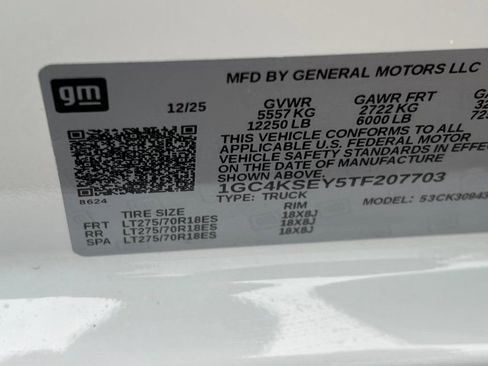 gm
MFD BY GENERAL MOTORS LLC
12/25
GVWR
5557 KG
12250 LB
GAWR FRT
2722 KG
6000 LB
THIS VEHICLE CONFORMS TO ALL
APPLICABLE U.S. FEDERAL MOTOR
VEHICLE SAFETY STANDARDS IN EFFEC
ON THE DATE OF MANUFACTURE
SHOWN ABOVE.
1GC4KSEY5TF207703
TYPE: TRUCK
MODEL: 53CK3094
8624
TIRE SIZE RIM
FRT LT275/70R18ES 18X8J
RR LT275/70R18ES 18X8J
SPA LT275/70R18ES 18X8J